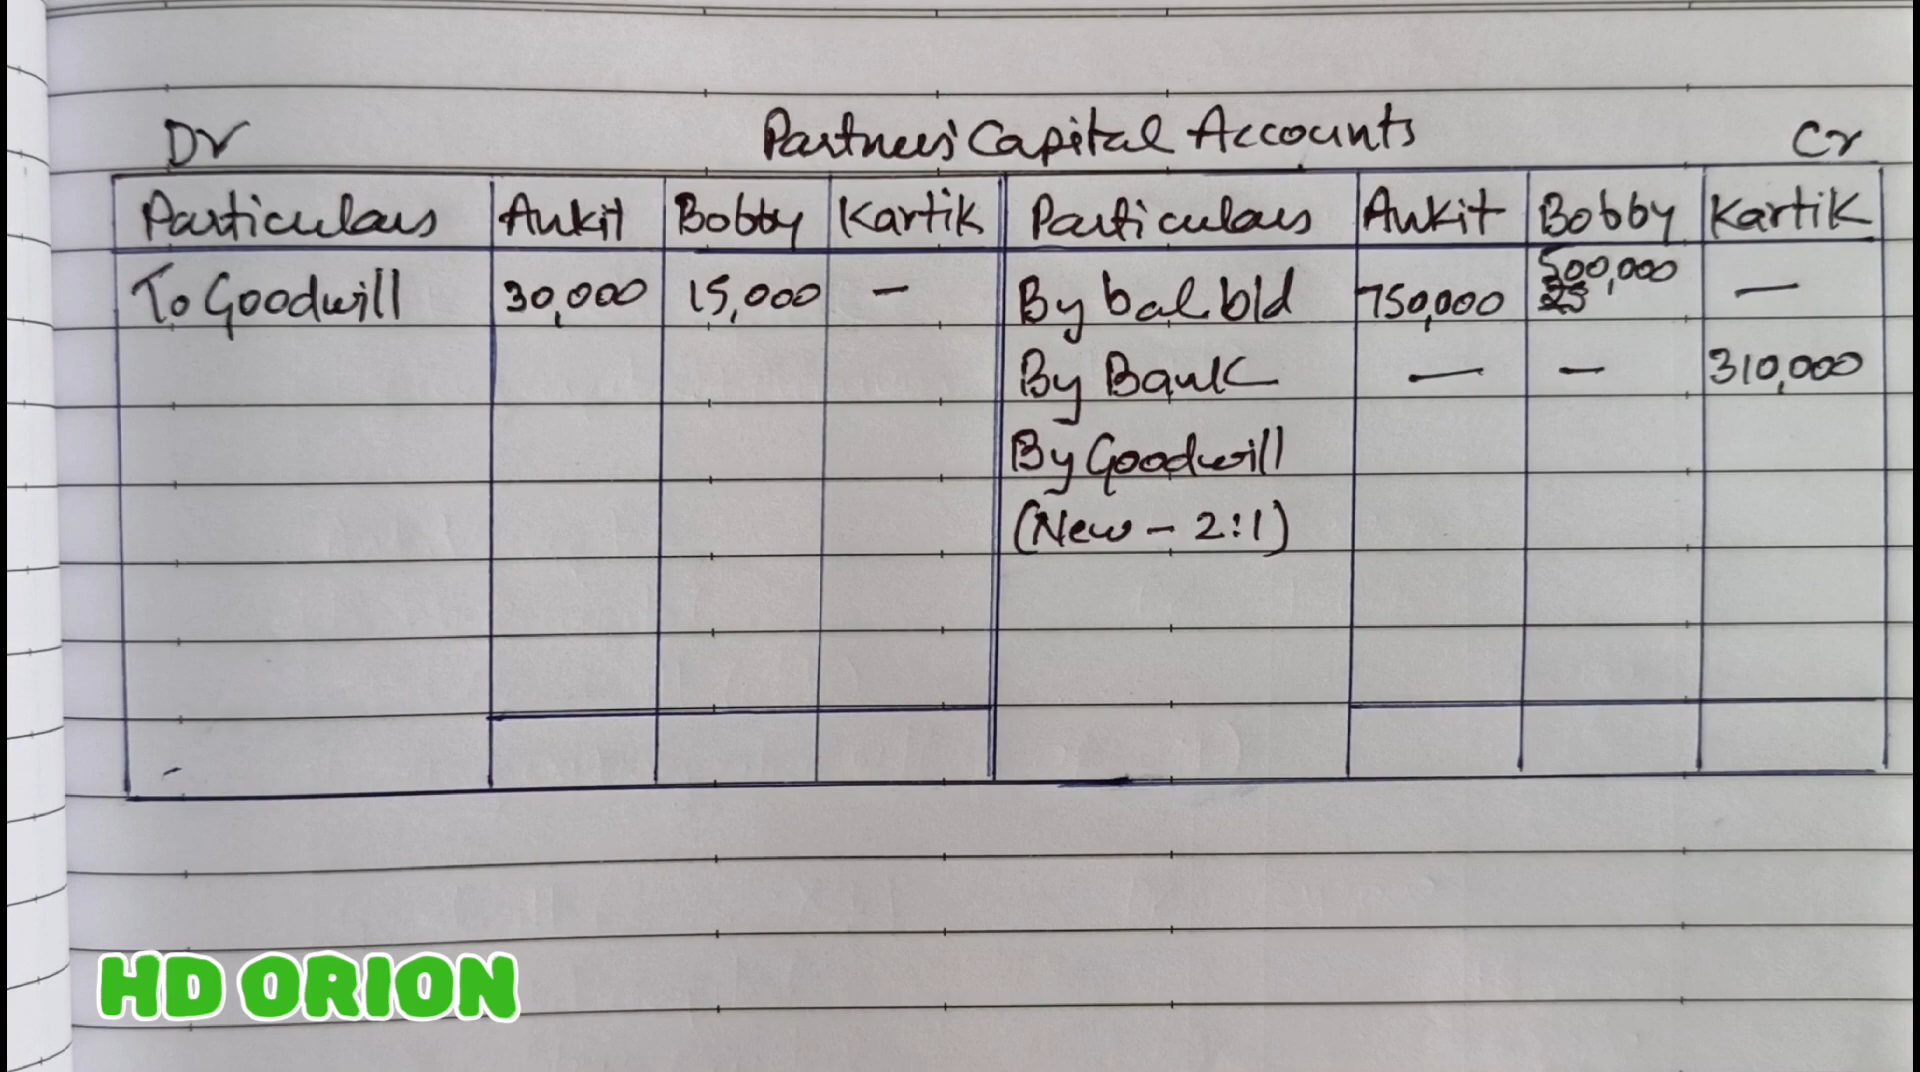 Dr Partners' Capital Accounts Cr
Particulars Ankit Bobby Kartik Particulars Ankit Bobby Kartik
To Goodwill 30,000 15,000 — By bal b/d 750,000 500,000 —
By Bank — — 310,000
By Goodwill
(New - 2:1)
HD ORION